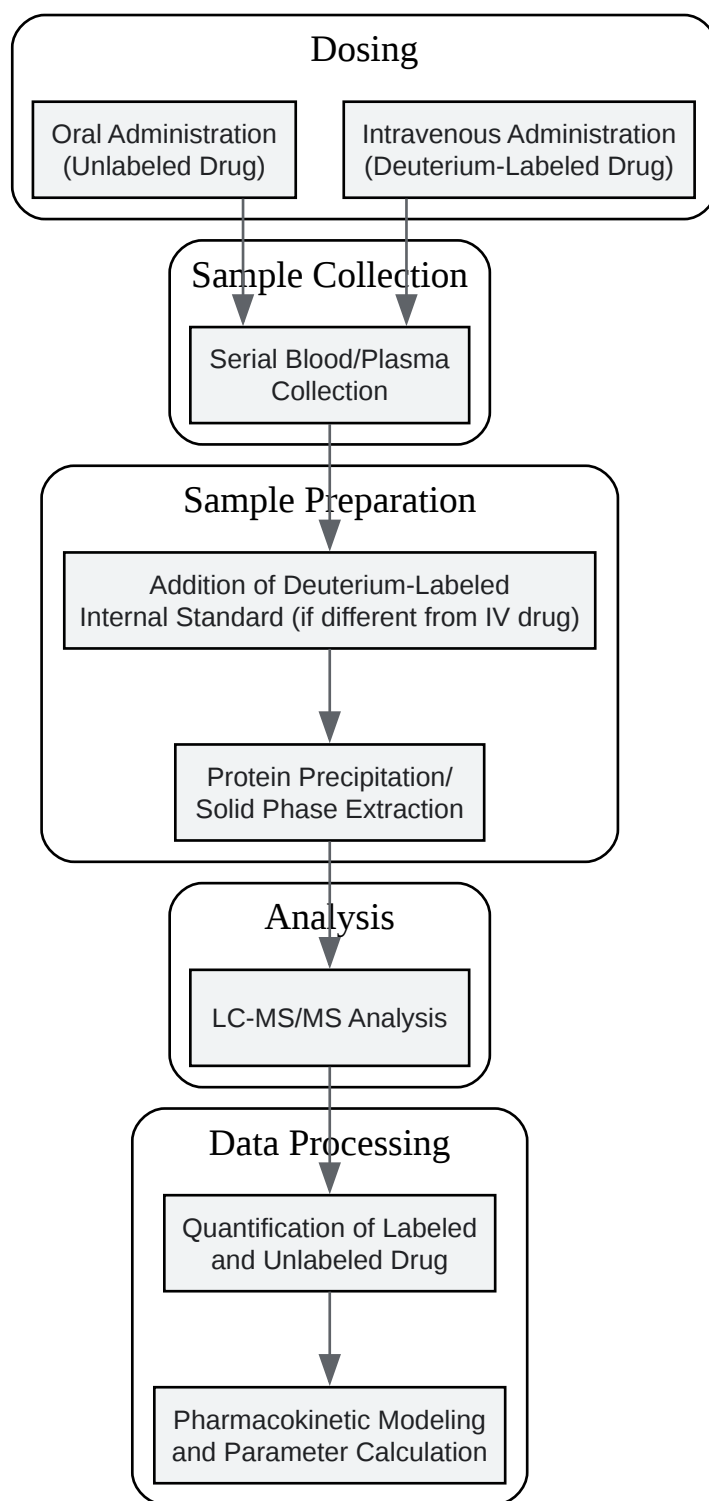 Dosing
Oral Administration
(Unlabeled Drug)
Intravenous Administration
(Deuterium-Labeled Drug)
Sample Collection
Serial Blood/Plasma
Collection
Sample Preparation
Addition of Deuterium-Labeled
Internal Standard (if different from IV drug)
Protein Precipitation/
Solid Phase Extraction
Analysis
LC-MS/MS Analysis
Data Processing
Quantification of Labeled
and Unlabeled Drug
Pharmacokinetic Modeling
and Parameter Calculation